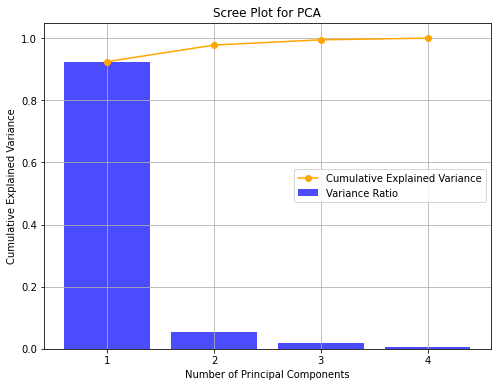 Scree Plot for PCA
Cumulative Explained Variance
1.0
0.8
0.6
0.4
0.2
0.0
Cumulative Explained Variance
Variance Ratio
1 2 3 4
Number of Principal Components